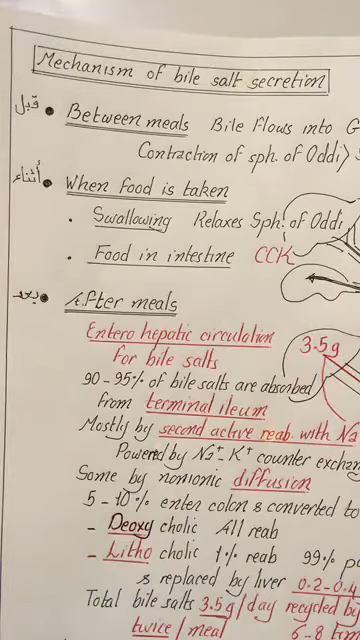 Mechanism of bile salt secretion
قبل • Between meals Bile flows into G
Contraction of sph. of Oddi >
أثناء • When food is taken
• Swallowing Relaxes Sph. of Oddi
• Food in intestine CCK
بعد • After meals
Entero hepatic circulation
for bile salts
3.5g
90-95% of bile salts are absorbed
from terminal ileum
Mostly by second active reab. with Na
Powered by Na+-K+ counter exchan
Some by nonionic diffusion
5-10% enter colon & converted to
- Deoxy cholic All reab
- Litho cholic 1% reab 99%
& replaced by liver 0.2-0.4
Total bile salts 3.5g/day recycled by
twice/meal 6-8